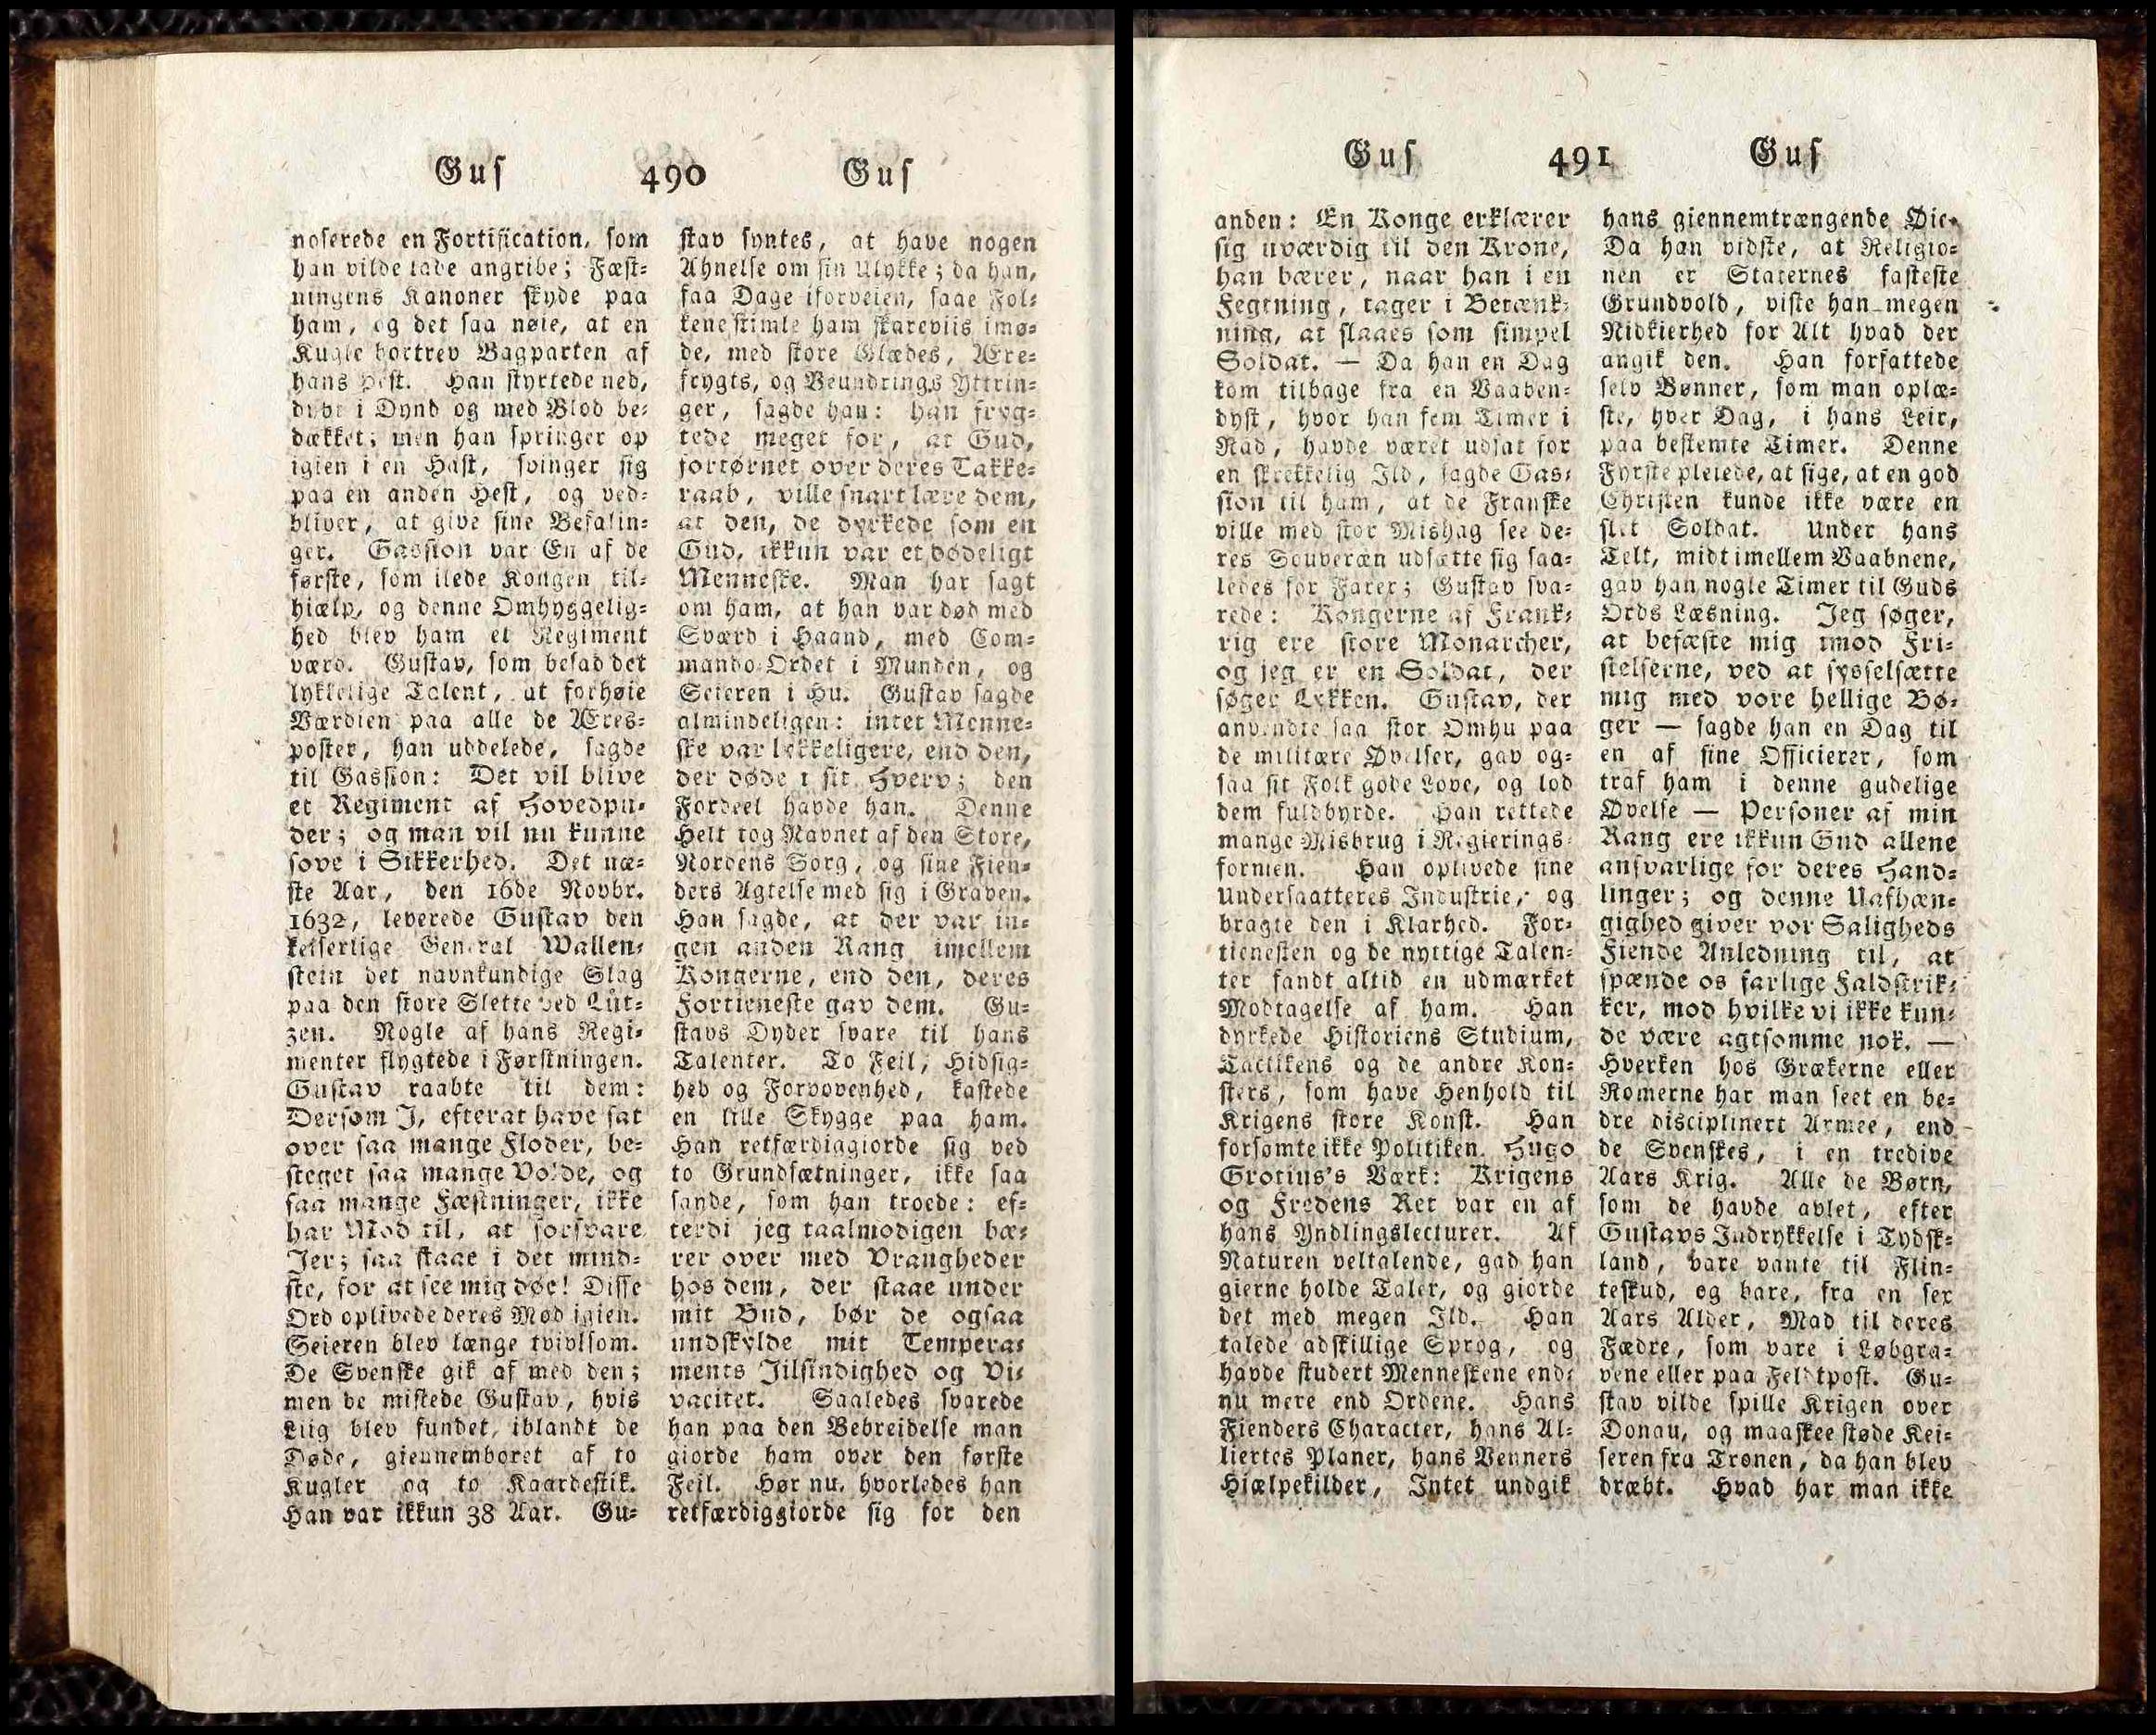 Gus 490 Gus
noserede en Fortification, som
han vilde lade angribe; Fæst-
ningens Kanoner skyde paa
ham, og det saa nøie, at en
Kugle bortrev Bagparten af
hans Hest. Han styrtede ned,
dybt i Dynd og med Blod be-
dækket; men han springer op
igien i en Hast, svinger sig
paa en anden Hest, og ved-
bliver, at give sine Befalin-
ger. Gassion var En af de
første, som ilede Kongen til-
hiælp, og denne Omhyggelig-
hed blev ham et Regiment
værd. Gustav, som besad det
lykkelige Talent, at forhøie
Værdien paa alle de Æres-
poster, han uddelede, sagde
til Gassion: Det vil blive
et Regiment af Hovedpu-
der; og man vil nu kunne
sove i Sikkerhed. Det næ-
ste Aar, den 16de Novbr.
1632, leverede Gustav den
keiserlige General Wallen-
stein det navnkundige Slag
paa den store Slette ved Lüt-
zen. Nogle af hans Regi-
menter flygtede i Førstningen.
Gustav raabte til dem:
Dersom I, efterat have sat
over saa mange Floder, be-
steget saa mange Volde, og
saa mange Fæstninger, ikke
har Mod til, at forsvare
Jer; saa staae i det mind-
ste, for at see mig døe! Disse
Ord oplivede deres Mod igien.
Seieren blev længe tvivlsom.
De Svenske gik af med den;
men de mistede Gustav, hvis
Liig blev fundet, iblandt de
Døde, giennemboret af to
Kugler og to Kaardestik.
Han var ikkun 38 Aar. Gu-
stav syntes, at have nogen
Ahnelse om sin Ulykke; da han,
faa Dage iforveien, saae Fol-
kene stimle ham skareviis imø-
de, med store Glædes, Ære-
frygts, og Beundrings Yttrin-
ger, sagde han: han fryg-
tede meget for, at Gud,
fortørnet over deres Takke-
raab, ville snart lære dem,
at den, de dyrkede som en
Gud, ikkun var et dødeligt
Menneske. Man har sagt
om ham, at han var død med
Sværd i Haand, med Com-
mando-Ordet i Munden, og
Seieren i Hu. Gustav sagde
almindeligen: intet Menne-
ske var lykkeligere, end den,
der døde i sit Hverv; den
Fordeel havde han. Denne
Helt tog Navnet af den Store,
Nordens Sorg, og sine Fien-
ders Agtelse med sig i Graven.
Han sagde, at der var in-
gen anden Rang imellem
Kongerne, end den, deres
Fortieneste gav dem. Gu-
stavs Dyder svare til hans
Talenter. To Feil, Hidsig-
hed og Forvovenhed, kastede
en lille Skygge paa ham.
Han retfærdiggiorde sig ved
to Grundsætninger, ikke saa
sande, som han troede: ef-
terdi jeg taalmodigen bæ-
rer over med Vrangheder
hos dem, der staae under
mit Bud, bør de ogsaa
undskylde mit Tempera-
ments Jilsindighed og Vi-
vacitet. Saaledes svarede
han paa den Bebreidelse man
giorde ham over den første
Feil. Hør nu, hvorledes han
retfærdiggiorde sig for den
Gus 491 Gus
anden: En Konge erklærer
sig uværdig til den Krone,
han bærer, naar han i en
Fegtning, tager i Betænk-
ning, at slaaes som simpel
Soldat. — Da han en Dag
kom tilbage fra en Vaaben-
dyst, hvor han fem Timer i
Rad, havde været udsat for
en skrekkelig Ild, sagde Gas-
sion til ham, at de Franske
ville med stor Mishag see de-
res Souveræn udsætte sig saa-
ledes for Farer; Gustav sva-
rede: Kongerne af Frank-
rig ere store Monarcher,
og jeg er en Soldat, der
søger Lykken. Gustav, der
anvendte saa stor Omhu paa
de militære Øvelser, gav og-
saa sit Folk gode Love, og lod
dem fuldbyrde. Han rettede
mange Misbrug i Regierings-
formen. Han oplivede sine
Undersaatteres Industrie, og
bragte den i Klarhed. For-
tienesten og de nyttige Talen-
ter fandt altid en udmærket
Modtagelse af ham. Han
dyrkede Historiens Studium,
Tactikens og de andre Kon-
sters, som have Henhold til
Krigens store Konst. Han
forsømte ikke Politiken. Hugo
Grotius's Værk: Krigens
og Fredens Ret var en af
hans Yndlingslecturer. Af
Naturen veltalende, gad han
gierne holde Taler, og giorde
det med megen Ild. Han
talede adskillige Sprog, og
havde studert Menneskene end-
nu mere end Ordene. Hans
Fienders Character, hans Al-
liertes Planer, hans Venners
Hiælpekilder, Intet undgik
hans giennemtrængende Øie.
Da han vidste, at Religio-
nen er Staternes fasteste
Grundvold, viste han megen
Nidkierhed for Alt hvad der
angik den. Han forfattede
selv Bønner, som man oplæ-
ste, hver Dag, i hans Leir,
paa bestemte Timer. Denne
Fyrste pleiede, at sige, at en god
Christen kunde ikke være en
slet Soldat. Under hans
Telt, midt imellem Vaabnene,
gav han nogle Timer til Guds
Ords Læsning. Jeg søger,
at befæste mig imod Fri-
stelserne, ved at sysselsætte
mig med vore hellige Bø-
ger — sagde han en Dag til
en af sine Officierer, som
traf ham i denne gudelige
Øvelse — Personer af min
Rang ere ikkun Gud allene
ansvarlige for deres Hand-
linger; og denne Uafhæn-
gighed giver vor Saligheds
Fiende Anledning til, at
spænde os farlige Faldstrik-
ker, mod hvilke vi ikke kun-
de være agtsomme nok. —
Hverken hos Grækerne eller
Romerne har man seet en be-
dre disciplinert Armee, end
de Svenskes, i en tredive
Aars Krig. Alle de Børn,
som de havde avlet, efter
Gustavs Indrykkelse i Tydsk-
land, vare vante til Flin-
teskud, og bare, fra en sex
Aars Alder, Mad til deres
Fædre, som vare i Løbgra-
vene eller paa Feldtpost. Gu-
stav vilde spille Krigen over
Donau, og maaskee støde Kei-
seren fra Tronen, da han blev
dræbt. Hvad har man ikke